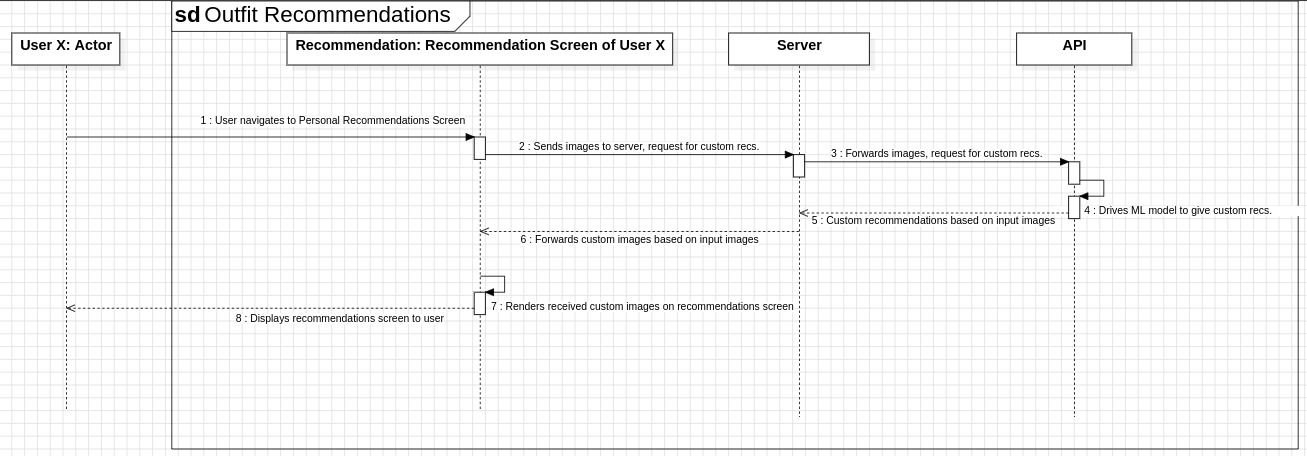 sd Outfit Recommendations
User X: Actor
Recommendation: Recommendation Screen of User X
Server
API
1 : User navigates to Personal Recommendations Screen
2 : Sends images to server, request for custom recs.
3 : Forwards images, request for custom recs.
4 : Drives ML model to give custom recs.
5 : Custom recommendations based on input images
6 : Forwards custom images based on input images
7 : Renders received custom images on recommendations screen
8 : Displays recommendations screen to user